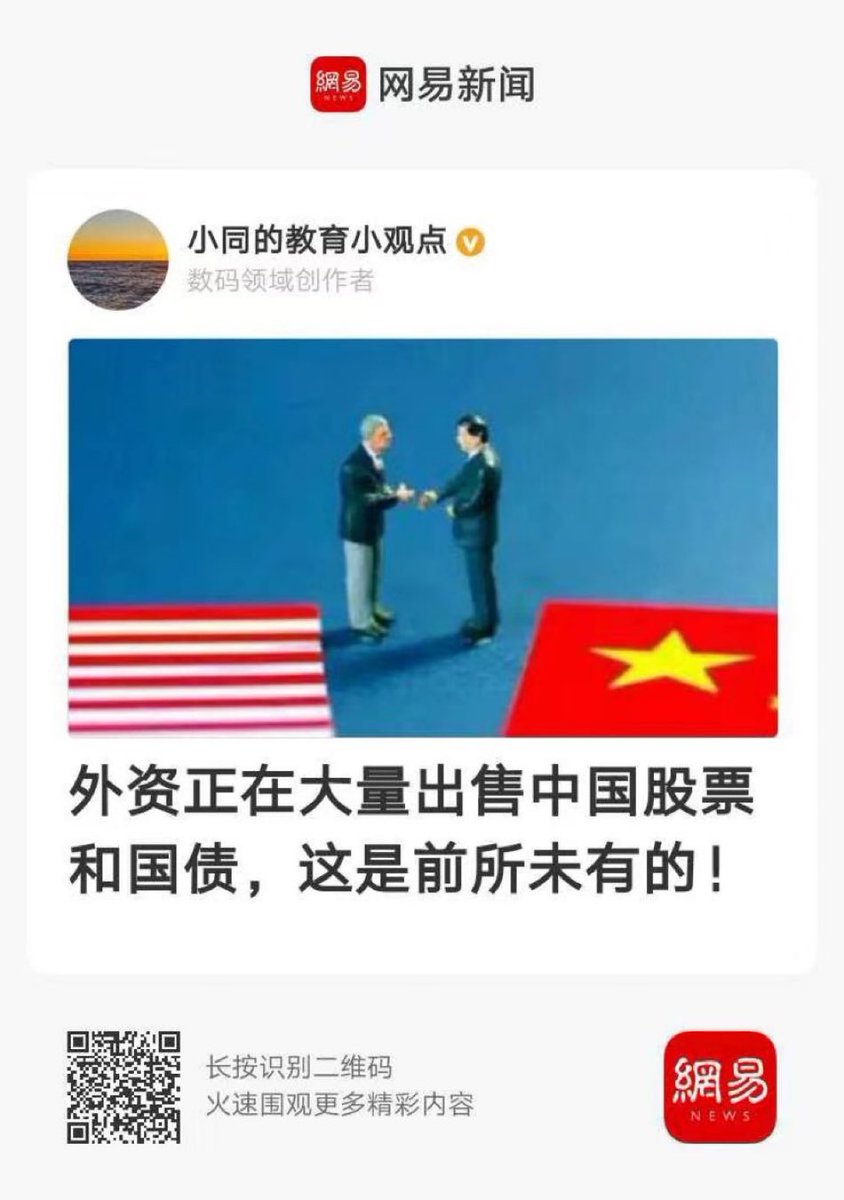 網易
NEWS
网易新闻
小同的教育小观点
V
数码领域创作者
外资正在大量出售中国股票
和国债，这是前所未有的！
长按识别二维码
火速围观更多精彩内容
網易
NEWS